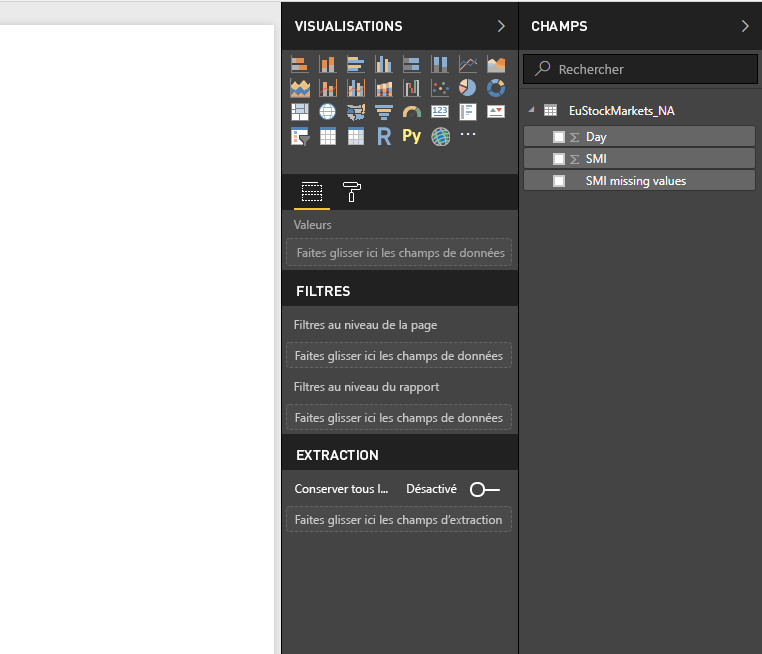 VISUALISATIONS
123
R Py ...
Valeurs
Faites glisser ici les champs de données
FILTRES
Filtres au niveau de la page
Faites glisser ici les champs de données
Filtres au niveau du rapport
Faites glisser ici les champs de données
EXTRACTION
Conserver tous l... Désactivé
Faites glisser ici les champs d'extraction
CHAMPS
Rechercher
EuStockMarkets_NA
Σ Day
Σ SMI
SMI missing values